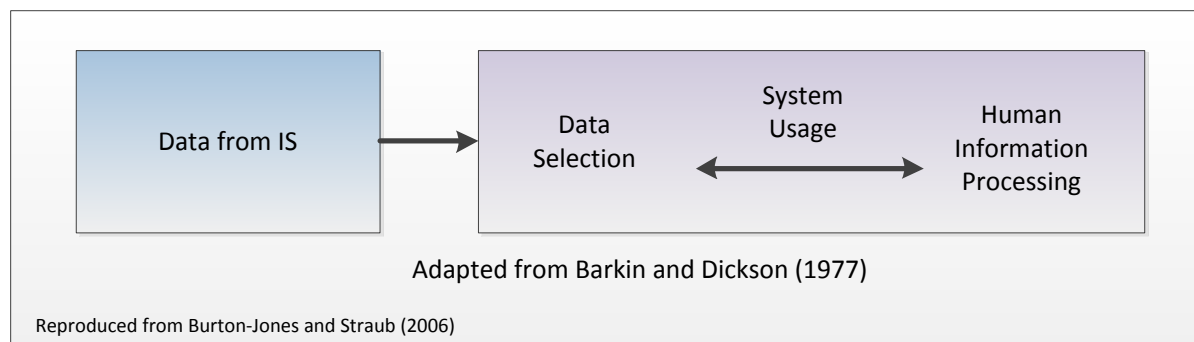 Data from IS
Data
Selection
System
Usage
Human
Information
Processing
Adapted from Barkin and Dickson (1977)
Reproduced from Burton-Jones and Straub (2006)